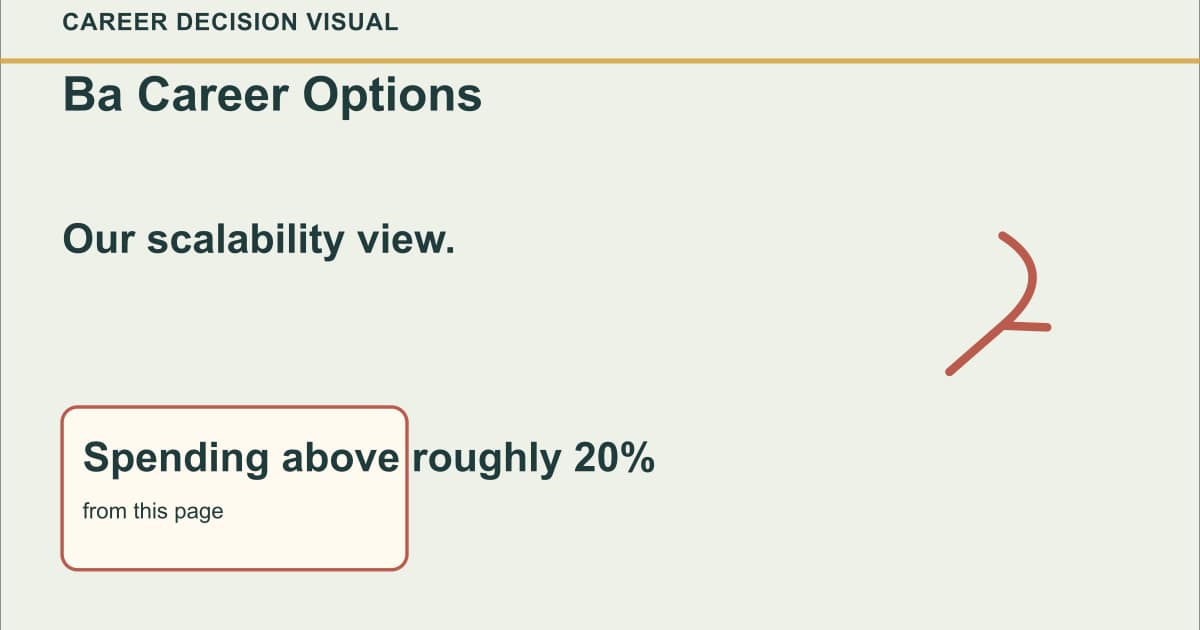 CAREER DECISION VISUAL
Ba Career Options
Our scalability view.
Spending above roughly 20%
from this page